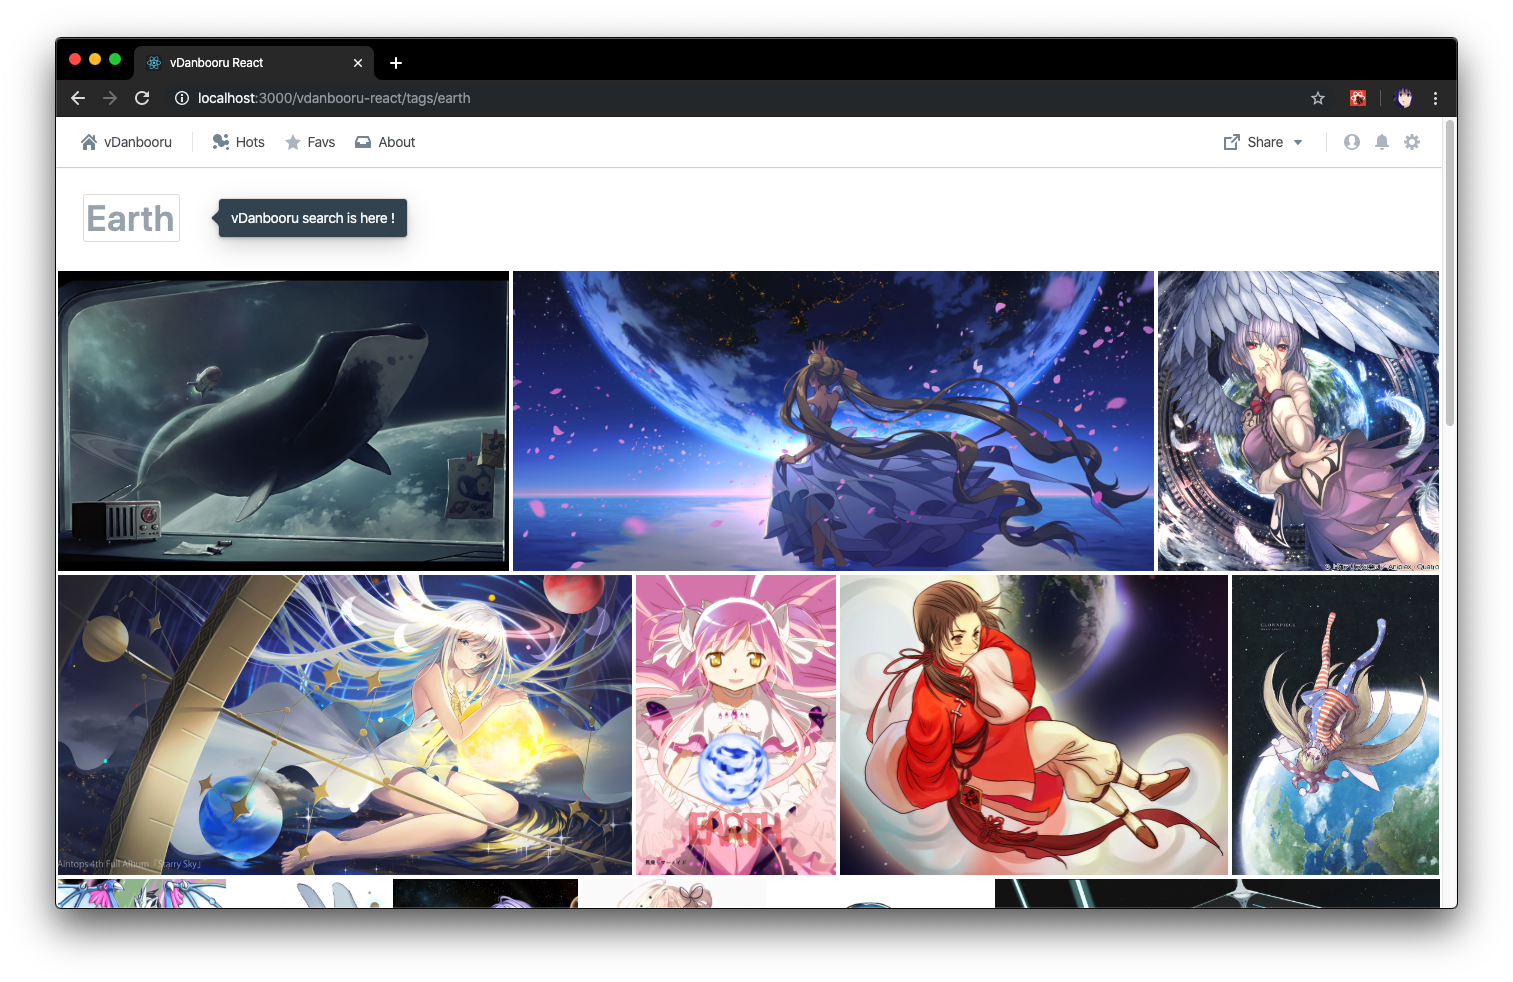 vDanbooru React
localhost:3000/vdanbooru-react/tags/earth
vDanbooru
Hots
Favs
About
Share
Earth
vDanbooru search is here !
Aintops 4th Full Album「Starry Sky」
EARTH
CLOWNPIECE